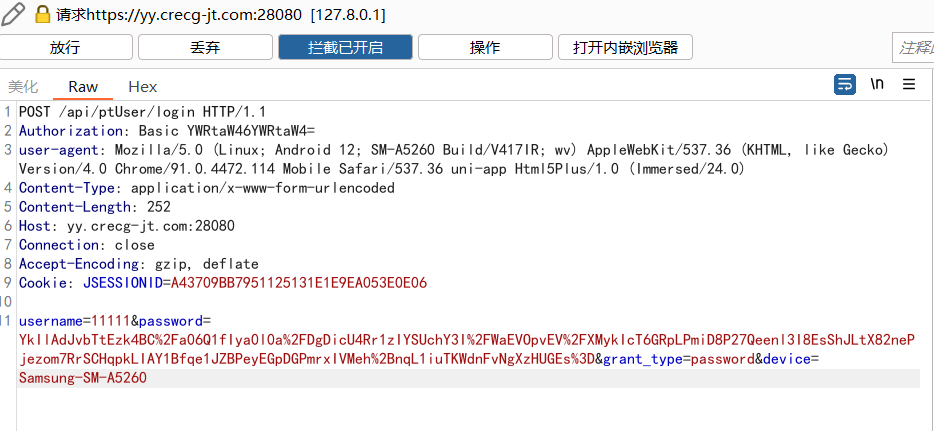 请求https://yy.crecg-jt.com:28080 [127.8.0.1]
放行 丢弃 拦截已开启 操作 打开内嵌浏览器 注释
美化 Raw Hex \n
1 POST /api/ptUser/login HTTP/1.1
2 Authorization: Basic YWRtaW46YWRtaW4=
3 user-agent: Mozilla/5.0 (Linux; Android 12; SM-A5260 Build/V417IR; wv) AppleWebKit/537.36 (KHTML, like Gecko)
Version/4.0 Chrome/91.0.4472.114 Mobile Safari/537.36 uni-app Html5Plus/1.0 (Immersed/24.0)
4 Content-Type: application/x-www-form-urlencoded
5 Content-Length: 252
6 Host: yy.crecg-jt.com:28080
7 Connection: close
8 Accept-Encoding: gzip, deflate
9 Cookie: JSESSIONID=A43709BB7951125131E1E9EA053E0E06
10
11 username=11111&password=
YkIIAdJvbTtEzk4BC%2Fa06Q1fIya0I0a%2FDgDicU4Rr1zIYSUchY3I%2FWaEVOpvEV%2FXMykIcT6GRpLPmiD8P27QeenI3I8EsShJLtX82neP
jezom7RrSCHqpkLIAY1Bfqe1JZBPeyEGpDGPmrxIVMeh%2BnqL1iuTKWdnFvNgXzHUGEs%3D&grant_type=password&device=
Samsung-SM-A5260